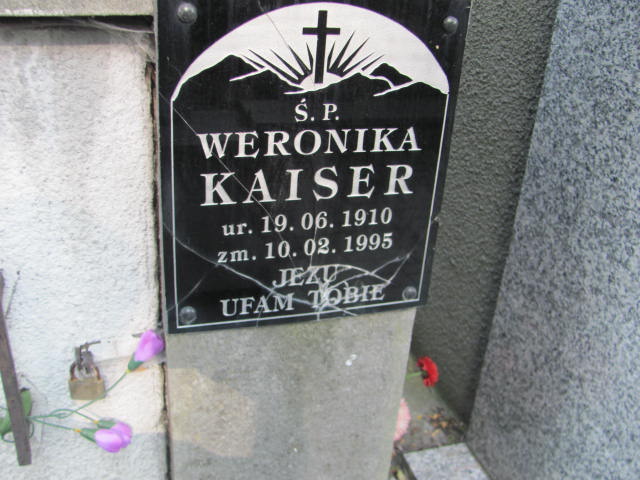 Ś. P.
WERONIKA
KAISER
ur. 19. 06. 1910
zm. 10. 02. 1995
JEZU
UFAM TOBIE